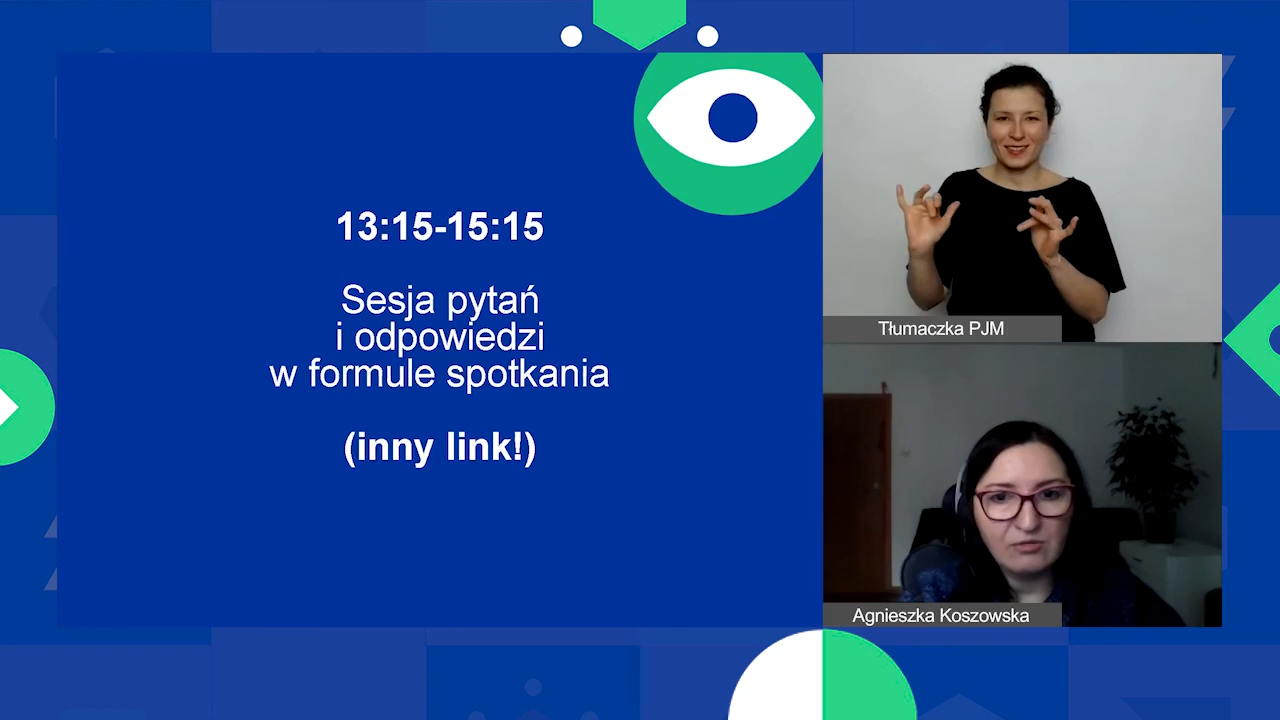 13:15-15:15
Sesja pytań
i odpowiedzi
w formule spotkania
(inny link!)
Tłumaczka PJM
Agnieszka Koszowska